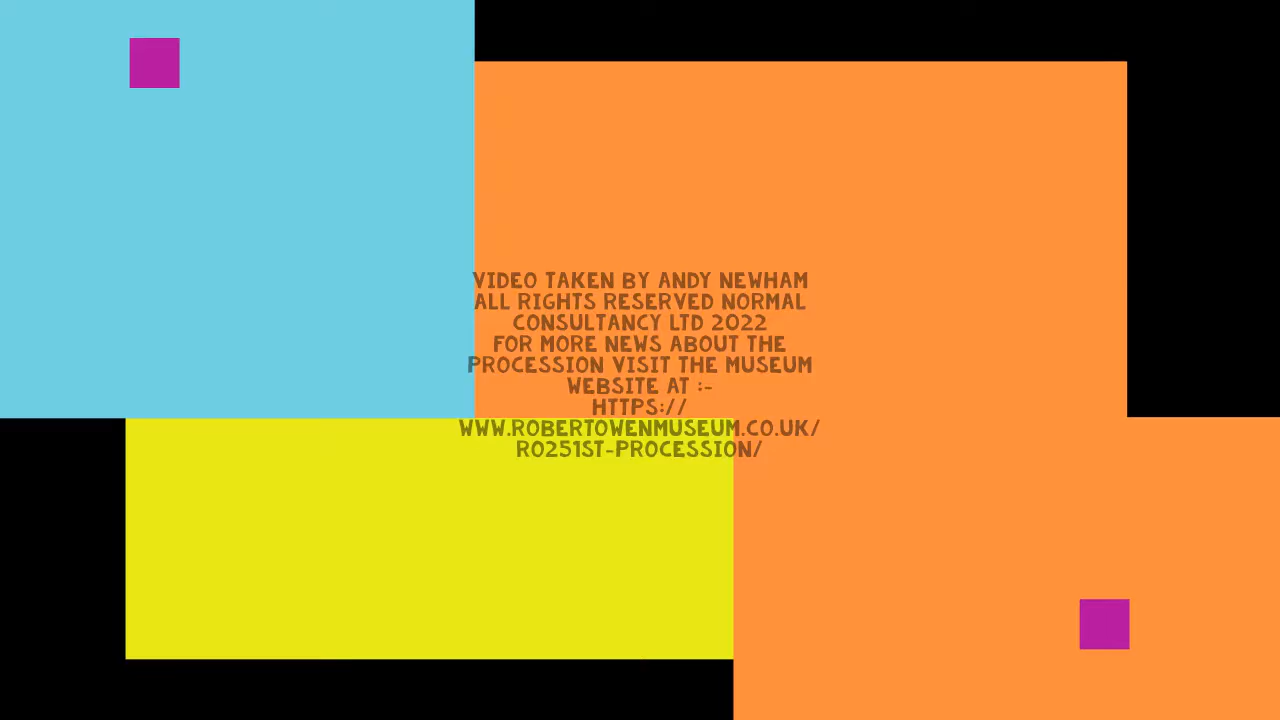 VIDEO TAKEN BY ANDY NEWHAM
ALL RIGHTS RESERVED NORMAL
CONSULTANCY LTD 2022
FOR MORE NEWS ABOUT THE
PROCESSION VISIT THE MUSEUM
WEBSITE AT :-
HTTPS://
WWW.ROBERTOWENMUSEUM.CO.UK/
RO251ST-PROCESSION/